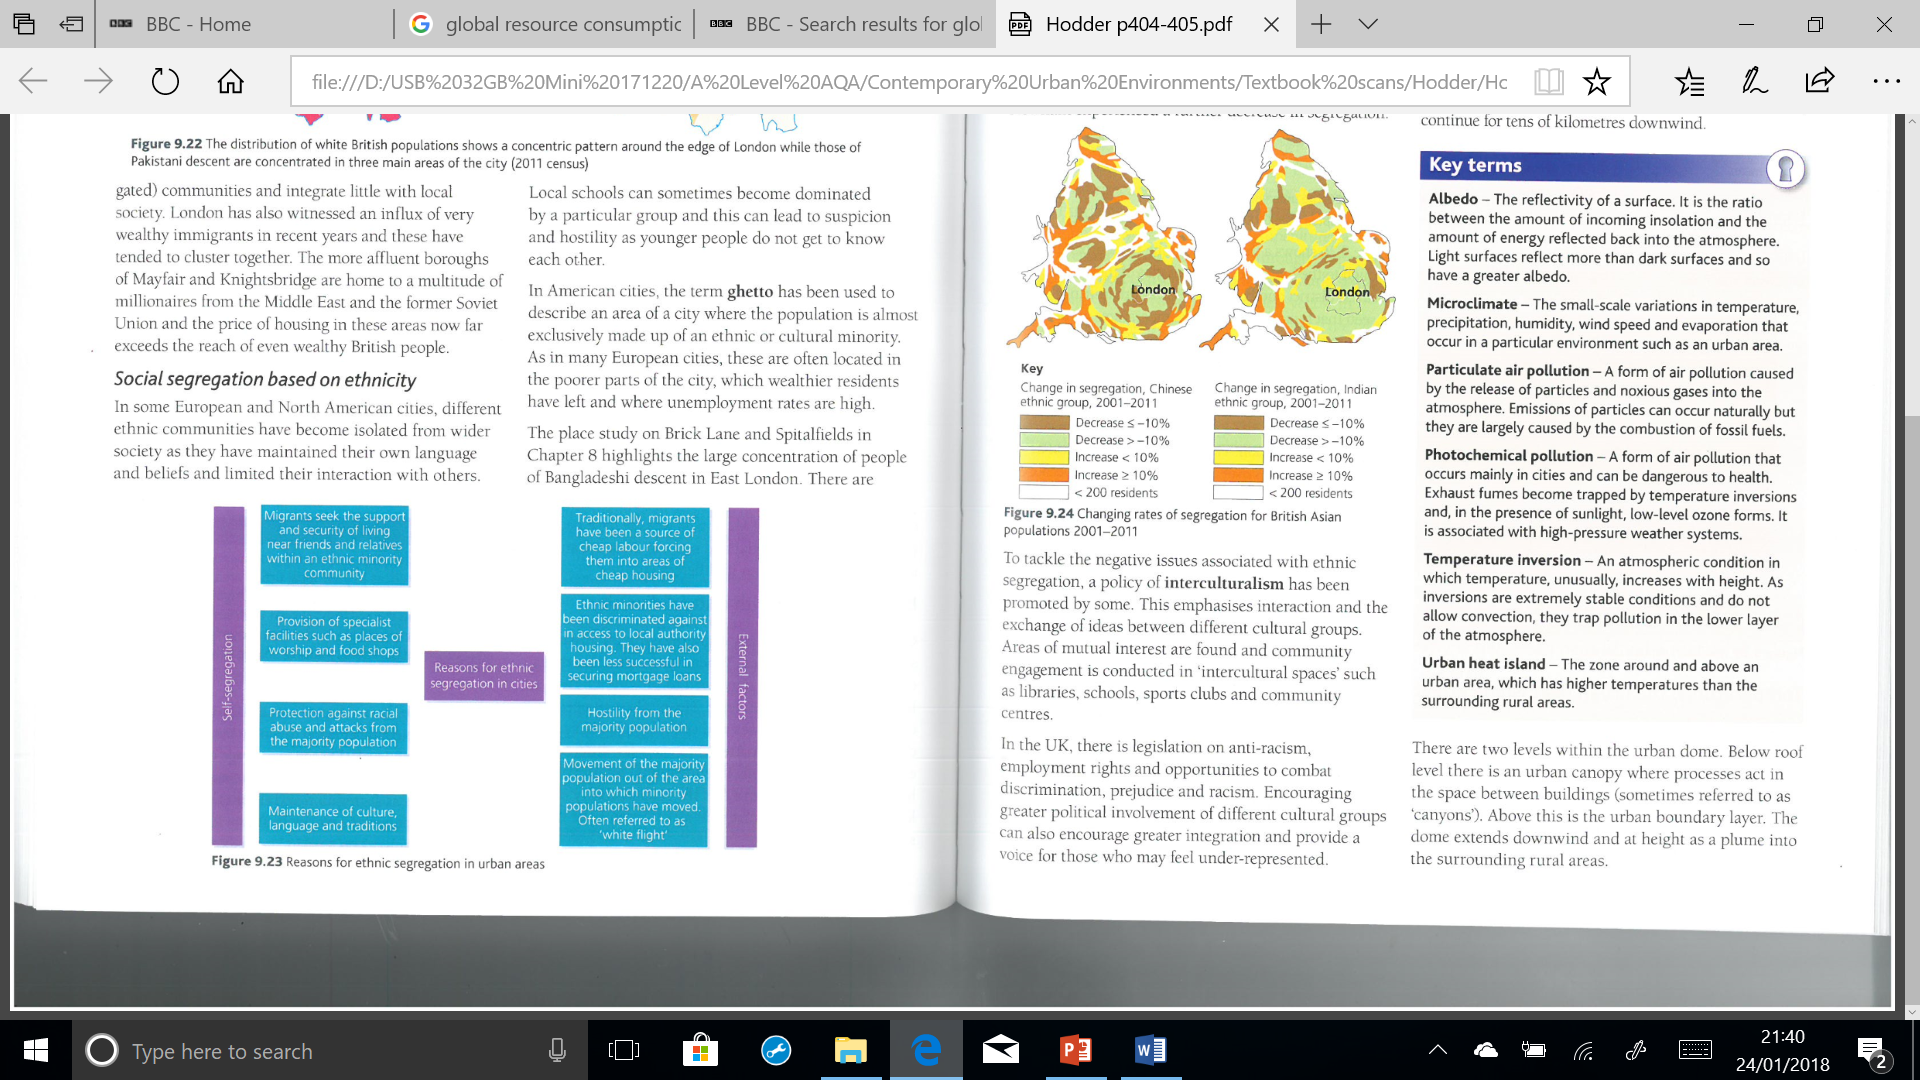 BBC - Home
global resource consumptic
BBC - Search results for glol
Hodder p404-405.pdf
file:///D:/USB%2032GB%20Mini%20171220/A%20Level%20AQA/Contemporary%20Urban%20Environments/Textbook%20scans/Hodder/Hc
Figure 9.22 The distribution of white British populations shows a concentric pattern around the edge of London while those of
Pakistani descent are concentrated in three main areas of the city (2011 census)
gated) communities and integrate little with local
society. London has also witnessed an influx of very
wealthy immigrants in recent years and these have
tended to cluster together. The more affluent boroughs
of Mayfair and Knightsbridge are home to a multitude of
millionaires from the Middle East and the former Soviet
Union and the price of housing in these areas now far
exceeds the reach of even wealthy British people.
Social segregation based on ethnicity
In some European and North American cities, different
ethnic communities have become isolated from wider
society as they have maintained their own language
and beliefs and limited their interaction with others.
Local schools can sometimes become dominated
by a particular group and this can lead to suspicion
and hostility as younger people do not get to know
each other.
In American cities, the term ghetto has been used to
describe an area of a city where the population is almost
exclusively made up of an ethnic or cultural minority.
As in many European cities, these are often located in
the poorer parts of the city, which wealthier residents
have left and where unemployment rates are high.
The place study on Brick Lane and Spitalfields in
Chapter 8 highlights the large concentration of people
of Bangladeshi descent in East London. There are
Self-segregation
Migrants seek the support
and security of living
near friends and relatives
within an ethnic minority
community
Provision of specialist
facilities such as places of
worship and food shops
Protection against racial
abuse and attacks from
the majority population
Maintenance of culture,
language and traditions
Reasons for ethnic
segregation in cities
Traditionally, migrants
have been a source of
cheap labour forcing
them into areas of
cheap housing
Ethnic minorities have
been discriminated against
in access to local authority
housing. They have also
been less successful in
securing mortgage loans
Hostility from the
majority population
Movement of the majority
population out of the area
into which minority
populations have moved.
Often referred to as
'white flight'
External factors
Figure 9.23 Reasons for ethnic segregation in urban areas
experienced a further decrease in segregation.
London
London
Key
Change in segregation, Chinese
ethnic group, 2001–2011
Decrease ≤ –10%
Decrease > –10%
Increase < 10%
Increase ≥ 10%
< 200 residents
Change in segregation, Indian
ethnic group, 2001–2011
Decrease ≤ –10%
Decrease > –10%
Increase < 10%
Increase ≥ 10%
< 200 residents
Figure 9.24 Changing rates of segregation for British Asian
populations 2001–2011
To tackle the negative issues associated with ethnic
segregation, a policy of interculturalism has been
promoted by some. This emphasises interaction and the
exchange of ideas between different cultural groups.
Areas of mutual interest are found and community
engagement is conducted in 'intercultural spaces' such
as libraries, schools, sports clubs and community
centres.
In the UK, there is legislation on anti-racism,
employment rights and opportunities to combat
discrimination, prejudice and racism. Encouraging
greater political involvement of different cultural groups
can also encourage greater integration and provide a
voice for those who may feel under-represented.
continue for tens of kilometres downwind.
Key terms
Albedo – The reflectivity of a surface. It is the ratio
between the amount of incoming insolation and the
amount of energy reflected back into the atmosphere.
Light surfaces reflect more than dark surfaces and so
have a greater albedo.
Microclimate – The small-scale variations in temperature,
precipitation, humidity, wind speed and evaporation that
occur in a particular environment such as an urban area.
Particulate air pollution – A form of air pollution caused
by the release of particles and noxious gases into the
atmosphere. Emissions of particles can occur naturally but
they are largely caused by the combustion of fossil fuels.
Photochemical pollution – A form of air pollution that
occurs mainly in cities and can be dangerous to health.
Exhaust fumes become trapped by temperature inversions
and, in the presence of sunlight, low-level ozone forms. It
is associated with high-pressure weather systems.
Temperature inversion – An atmospheric condition in
which temperature, unusually, increases with height. As
inversions are extremely stable conditions and do not
allow convection, they trap pollution in the lower layer
of the atmosphere.
Urban heat island – The zone around and above an
urban area, which has higher temperatures than the
surrounding rural areas.
There are two levels within the urban dome. Below roof
level there is an urban canopy where processes act in
the space between buildings (sometimes referred to as
'canyons'). Above this is the urban boundary layer. The
dome extends downwind and at height as a plume into
the surrounding rural areas.
Type here to search
21:40
24/01/2018
2